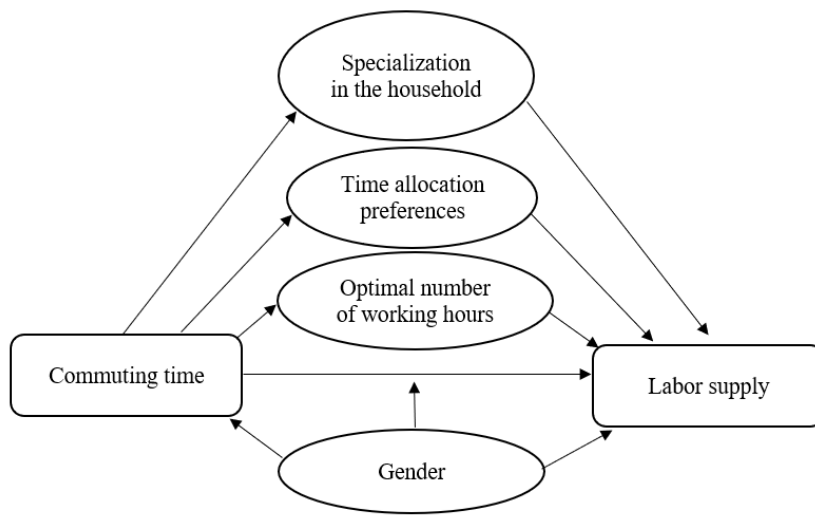 Specialization
in the household
Time allocation
preferences
Optimal number
of working hours
Commuting time
Labor supply
Gender